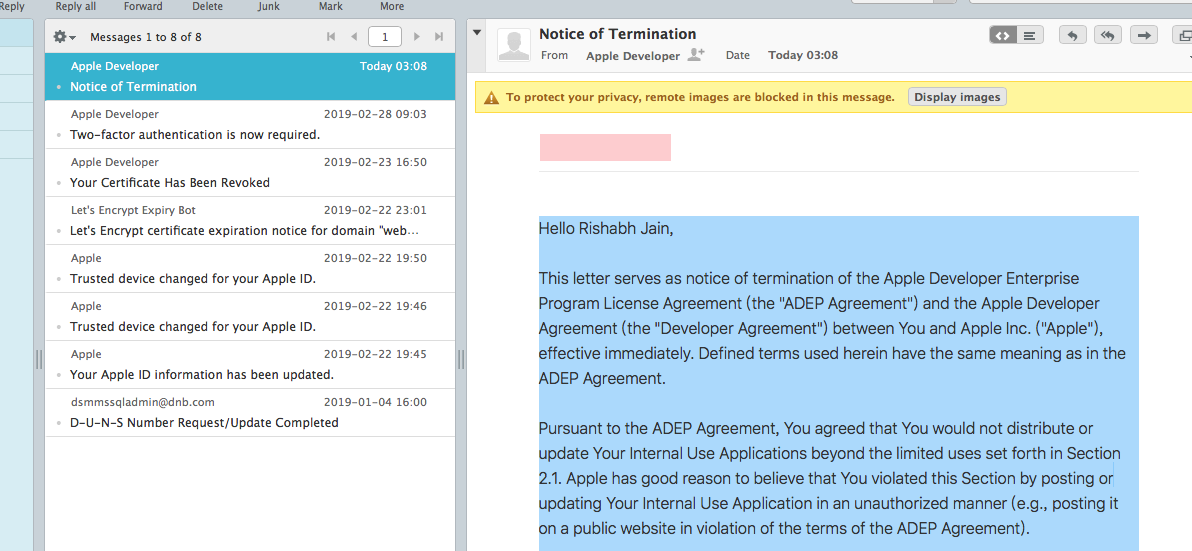 Reply
Reply all
Forward
Delete
Junk
Mark
More
Messages 1 to 8 of 8
1
Apple Developer
Today 03:08
Notice of Termination
Apple Developer
2019-02-28 09:03
Two-factor authentication is now required.
Apple Developer
2019-02-23 16:50
Your Certificate Has Been Revoked
Let's Encrypt Expiry Bot
2019-02-22 23:01
Let's Encrypt certificate expiration notice for domain "web...
Apple
2019-02-22 19:50
Trusted device changed for your Apple ID.
Apple
2019-02-22 19:46
Trusted device changed for your Apple ID.
Apple
2019-02-22 19:45
Your Apple ID information has been updated.
dsmmssqladmin@dnb.com
2019-01-04 16:00
D-U-N-S Number Request/Update Completed
Notice of Termination
From Apple Developer Date Today 03:08
To protect your privacy, remote images are blocked in this message. Display images
Hello Rishabh Jain,
This letter serves as notice of termination of the Apple Developer Enterprise
Program License Agreement (the "ADEP Agreement") and the Apple Developer
Agreement (the "Developer Agreement") between You and Apple Inc. ("Apple"),
effective immediately. Defined terms used herein have the same meaning as in the
ADEP Agreement.
Pursuant to the ADEP Agreement, You agreed that You would not distribute or
update Your Internal Use Applications beyond the limited uses set forth in Section
2.1. Apple has good reason to believe that You violated this Section by posting or
updating Your Internal Use Application in an unauthorized manner (e.g., posting it
on a public website in violation of the terms of the ADEP Agreement).